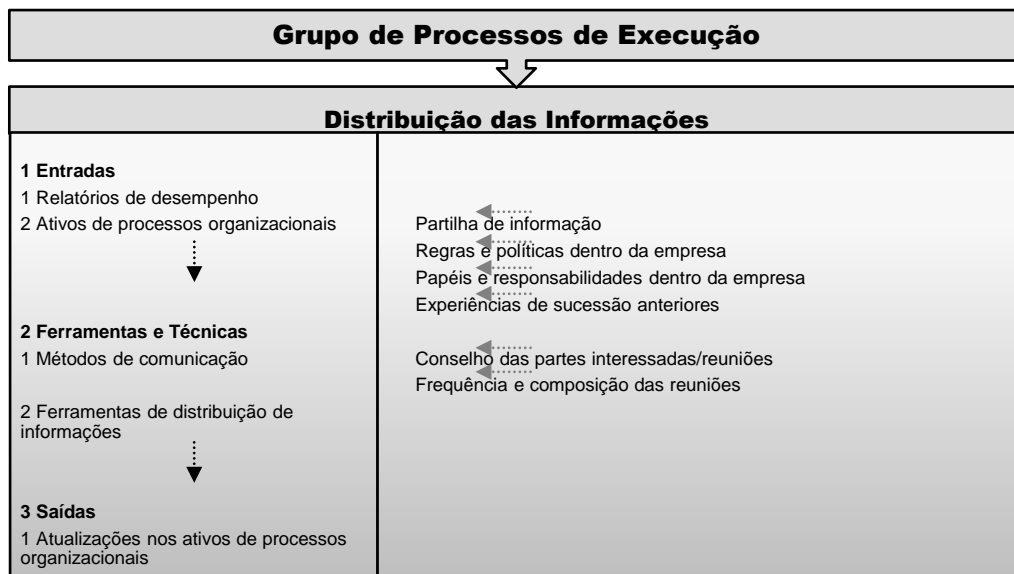 Grupo de Processos de Execução
Distribuição das Informações
1 Entradas
1 Relatórios de desempenho
2 Ativos de processos organizacionais
2 Ferramentas e Técnicas
1 Métodos de comunicação
2 Ferramentas de distribuição de
informações
3 Saídas
1 Atualizações nos ativos de processos
organizacionais
Partilha de informação
Regras e políticas dentro da empresa
Papéis e responsabilidades dentro da empresa
Experiências de sucessão anteriores
Conselho das partes interessadas/reuniões
Frequência e composição das reuniões